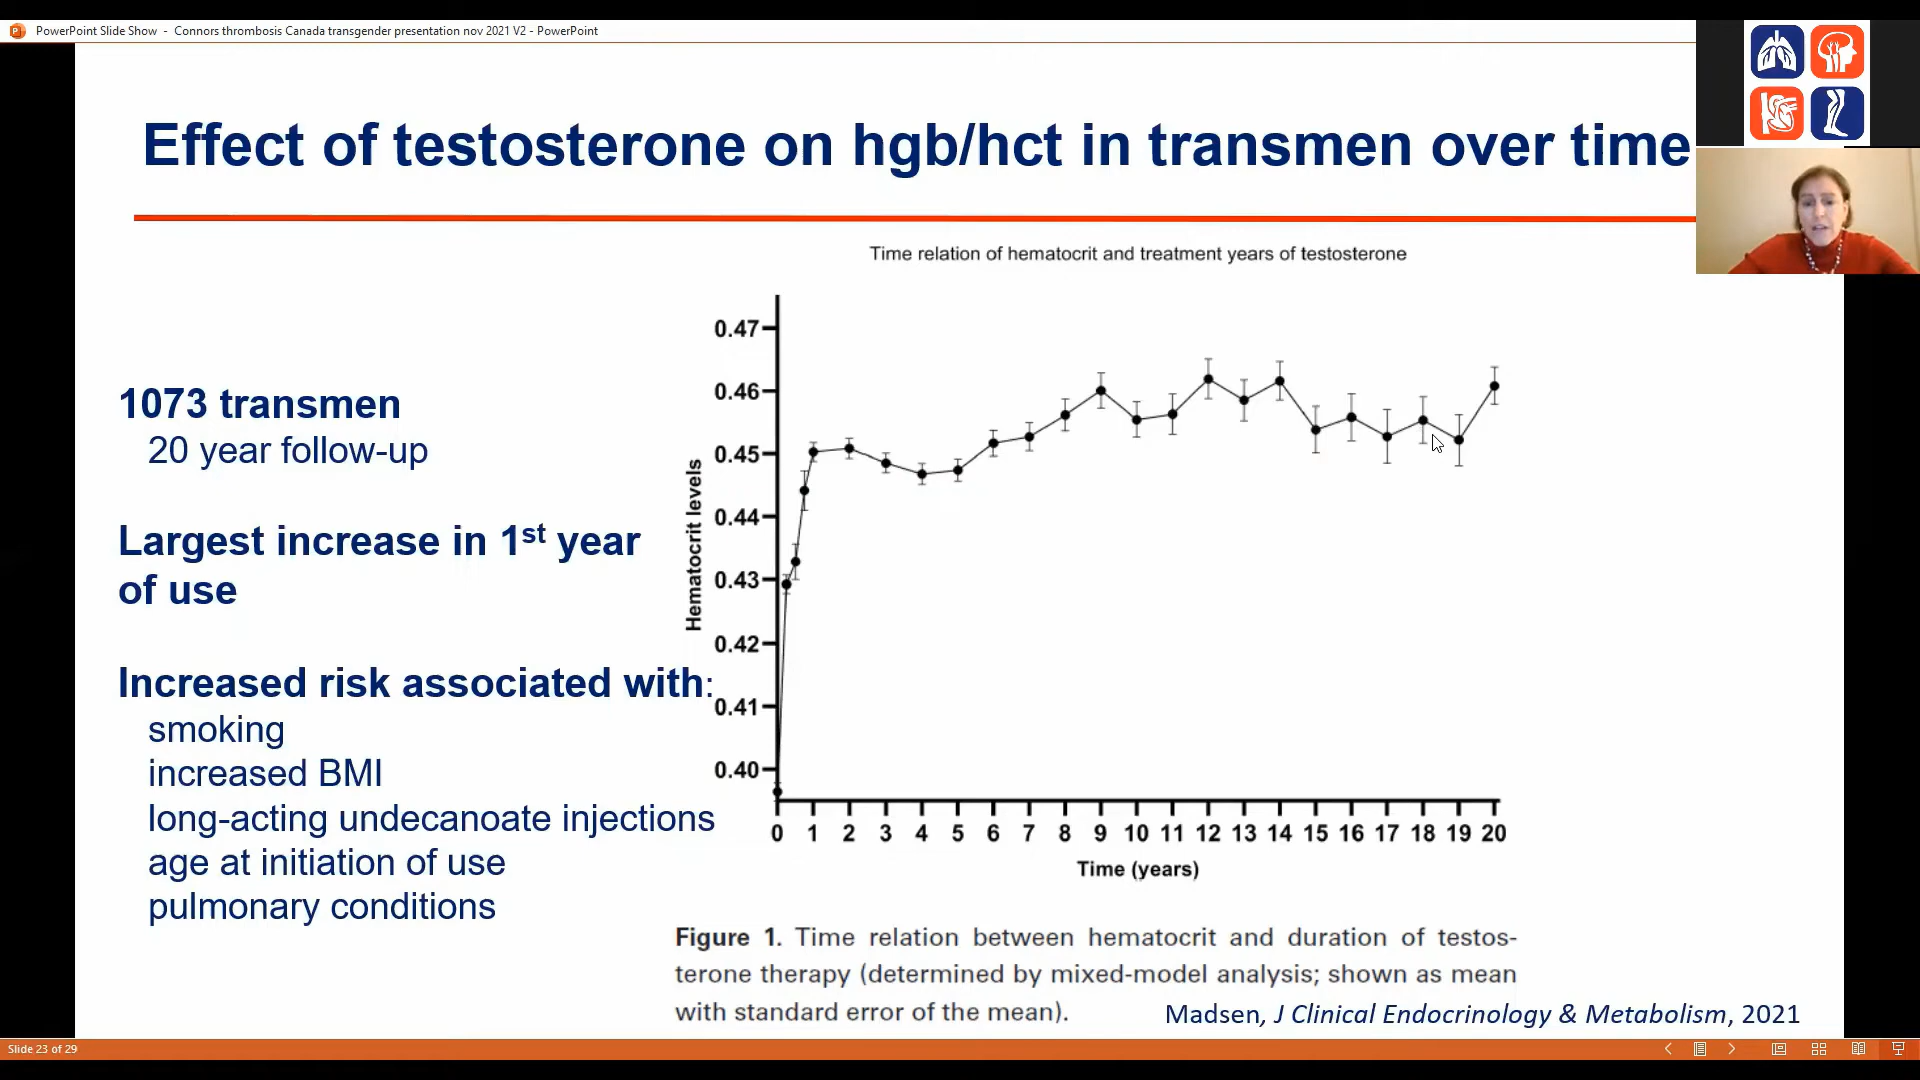 PowerPoint Slide Show - Connors thrombosis Canada transgender presentation nov 2021 V2 - PowerPoint
Effect of testosterone on hgb/hct in transmen over time
1073 transmen
20 year follow-up
Largest increase in 1st year
of use
Increased risk associated with:
smoking
increased BMI
long-acting undecanoate injections
age at initiation of use
pulmonary conditions
Time relation of hematocrit and treatment years of testosterone
Hematocrit levels
0.47
0.46
0.45
0.44
0.43
0.42
0.41
0.40
0 1 2 3 4 5 6 7 8 9 10 11 12 13 14 15 16 17 18 19 20
Time (years)
Figure 1. Time relation between hematocrit and duration of testos-
terone therapy (determined by mixed-model analysis; shown as mean
with standard error of the mean).
Madsen, J Clinical Endocrinology & Metabolism, 2021
Slide 23 of 29